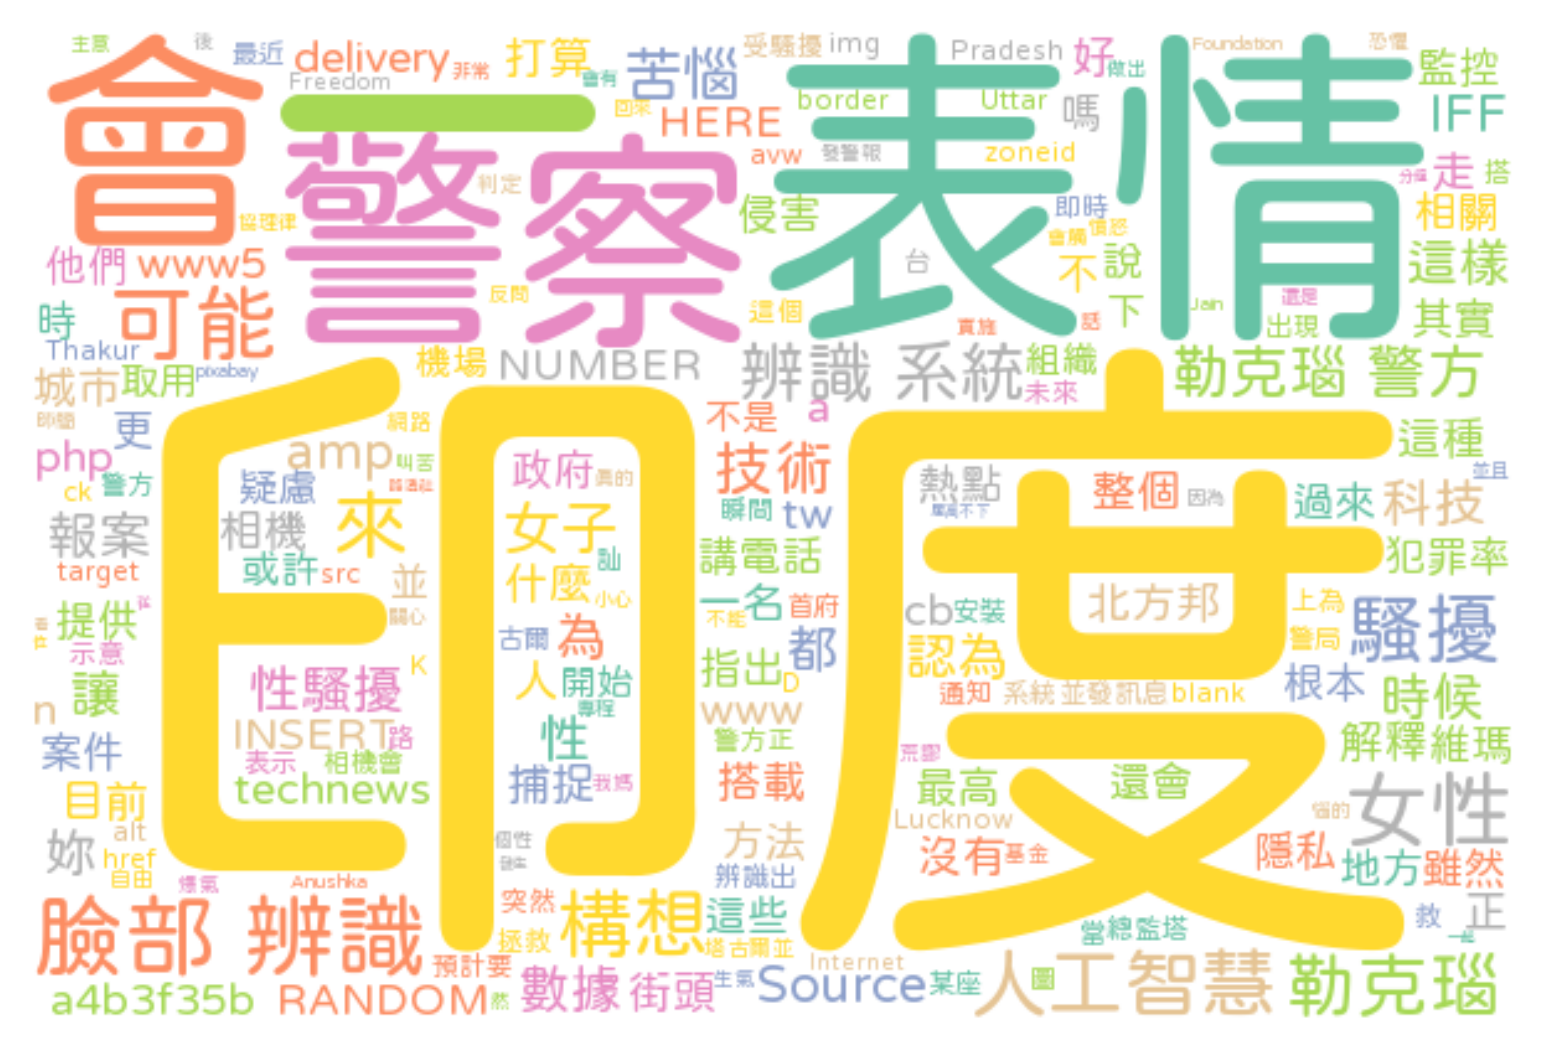 主意
後
最近
delivery
非常
打算
會有
苦惱
受騷擾
img
Pradesh
好
做出
Foundation
恐懼
監控
Freedom
回來
HERE
border
Uttar
嗎
IFF
會
一
警察
表情
avw
發警報
zoneid
分鐘
走
搭
判定
協理律
侵害
即時
憤怒
會觸
相關
他們
www5
台
不
說
這樣
可能
反問
這個
實施
話
下
Jain
還是
出現
其實
時
Thakur
機場
NUMBER
辨識 系統
組織
未來
勒克瑙 警方
城市
取用
pixabay
印度
更
網路
不是
a
這種
php
amp
叫苦
政府
真的
技術
熱點
整個
因為
並且
ck
警方
疑慮
瞬間
tw
過來
科技
報案
相機
來
女子
訕
講電話
犯罪率
target
或許
src
並
什麼
小心
一名
首府
cb
安裝
北方邦
上為
騷擾
提供
關心
不能
示意
古爾
為
都
認為
警局
讓
性騷擾
K
人
開始
指出
D
通知
系統 並發訊息
blank
根本
時候
n
INSERT
路
專程
性
www
案件
表示
相機會
警方正
荒謬
解釋
維瑪
technews
捕捉
我媽
搭載
最高
還會
目前
alt
方法
Lucknow
惱的
女性
妳
href
自由
個性
辨識出
沒有
基金
隱私
地方
雖然
爆氣
Anushka
突然
構想
這些
當
總監塔
救
正
臉部 辨識
拯救
塔古爾並
預計要
Internet
a4b3f35b
RANDOM
然
數據
街頭
生氣
Source
某座
人工智慧
圖
勒克瑙